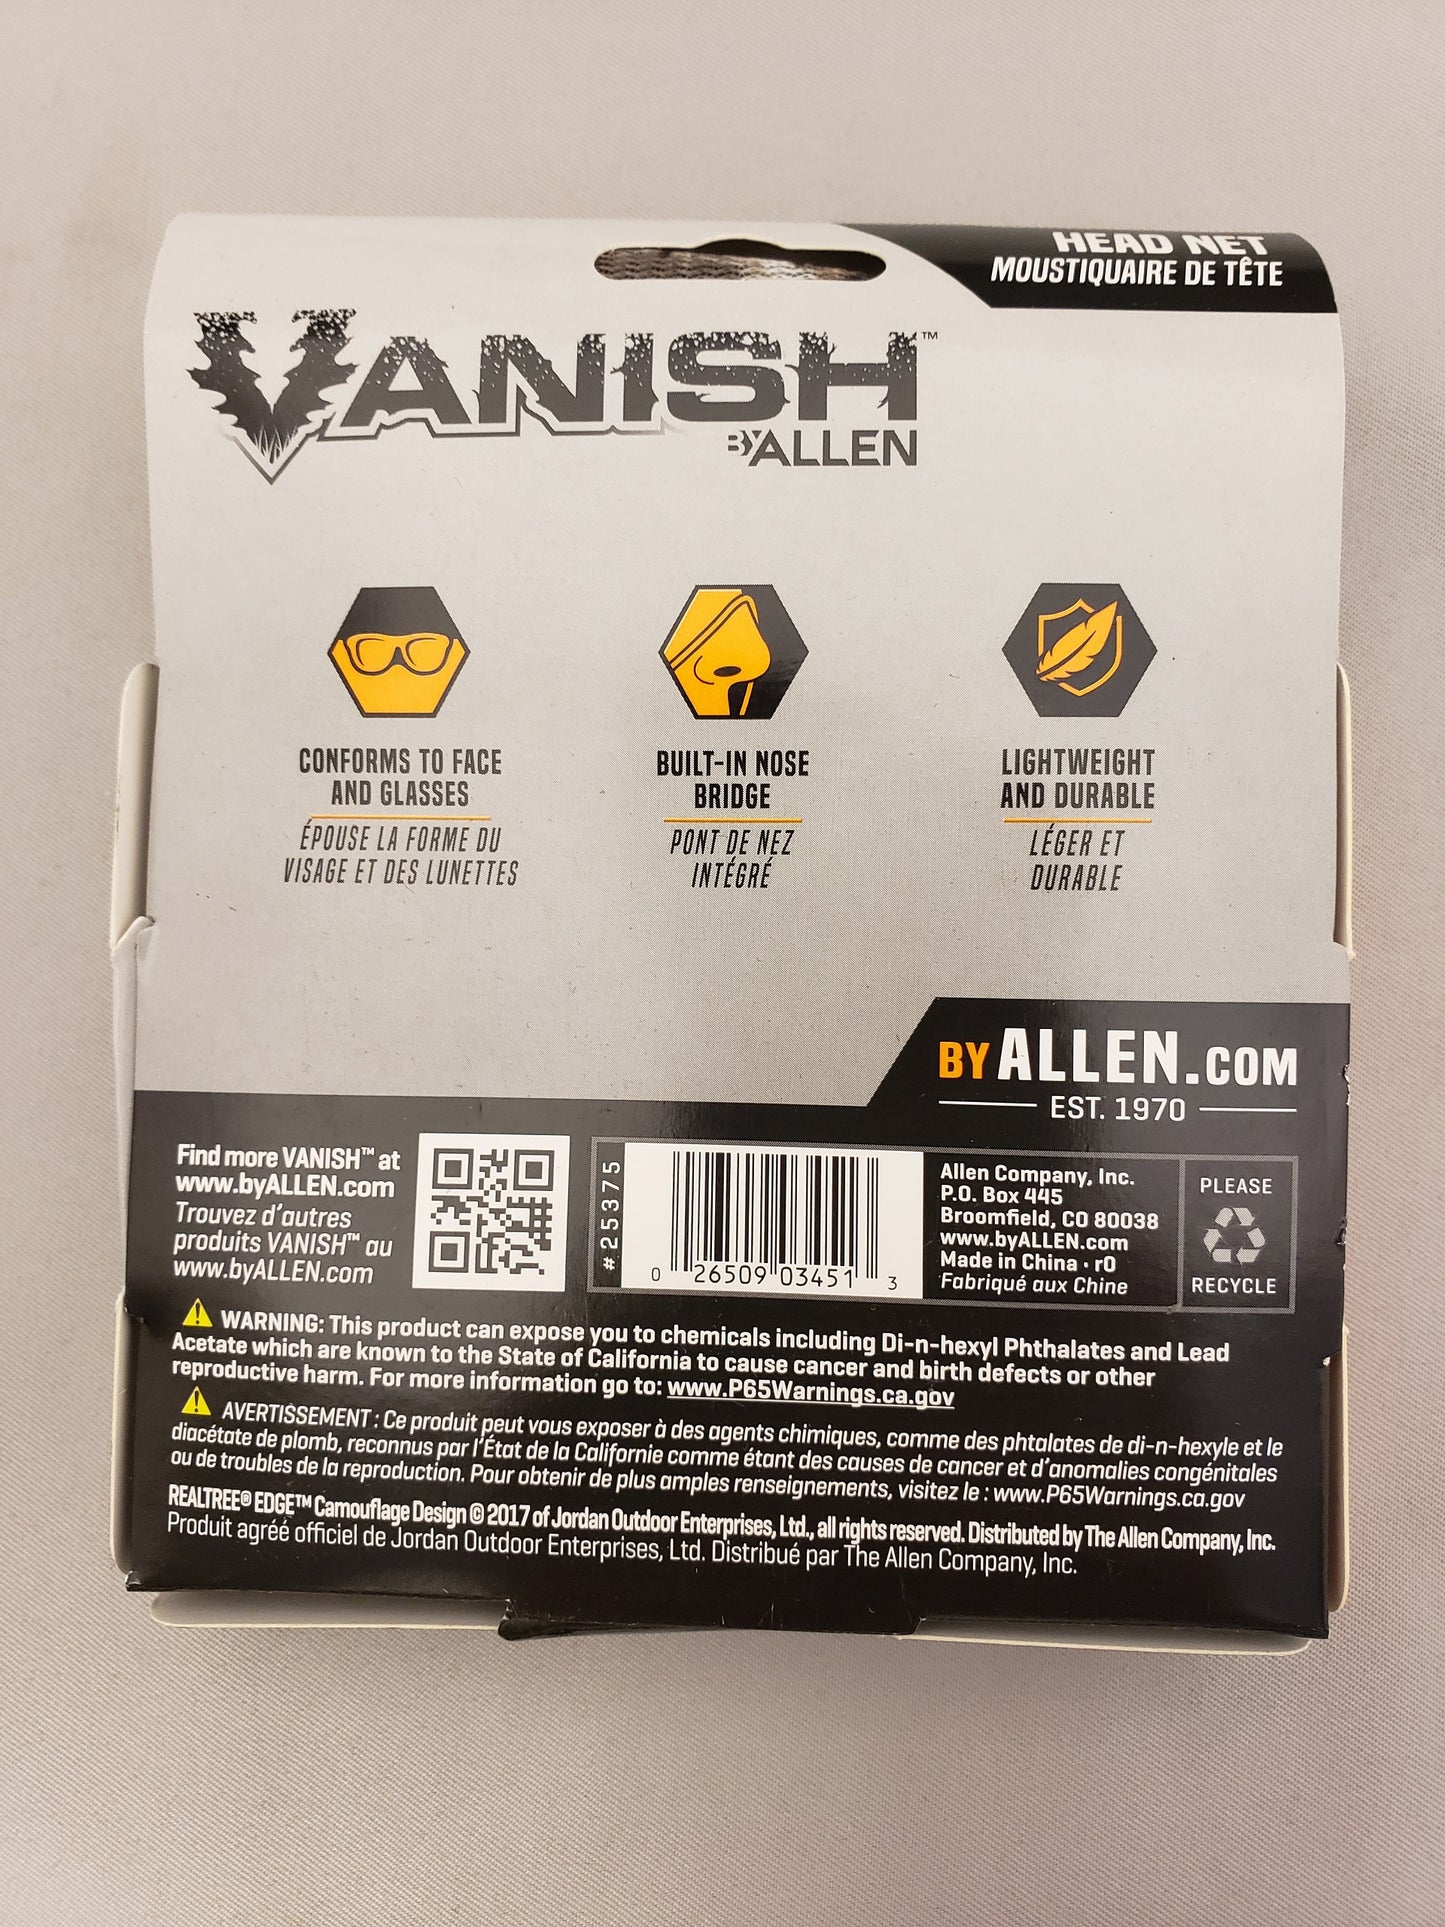 HEAD NET
MOUSTIQUAIRE DE TÊTE
VANISH™
BY ALLEN
CONFORMS TO FACE
AND GLASSES
ÉPOUSE LA FORME DU
VISAGE ET DES LUNETTES
BUILT-IN NOSE
BRIDGE
PONT DE NEZ
INTÉGRÉ
LIGHTWEIGHT
AND DURABLE
LÉGER ET
DURABLE
BY ALLEN.COM
EST. 1970
Find more VANISH™ at
www.byALLEN.com
Trouvez d'autres
produits VANISH™ au
www.byALLEN.com
#25375
0 26509 03451 3
Allen Company, Inc.
P.O. Box 445
Broomfield, CO 80038
www.byALLEN.com
Made in China · r0
Fabriqué aux Chine
PLEASE
RECYCLE
WARNING: This product can expose you to chemicals including Di-n-hexyl Phthalates and Lead
Acetate which are known to the State of California to cause cancer and birth defects or other
reproductive harm. For more information go to: www.P65Warnings.ca.gov
AVERTISSEMENT : Ce produit peut vous exposer à des agents chimiques, comme des phtalates de di-n-hexyle et le
diacétate de plomb, reconnus par l'État de la Californie comme étant des causes de cancer et d'anomalies congénitales
ou de troubles de la reproduction. Pour obtenir de plus amples renseignements, visitez le : www.P65Warnings.ca.gov
REALTREE® EDGE™ Camouflage Design © 2017 of Jordan Outdoor Enterprises, Ltd., all rights reserved. Distributed by The Allen Company, Inc.
Produit agréé officiel de Jordan Outdoor Enterprises, Ltd. Distribué par The Allen Company, Inc.